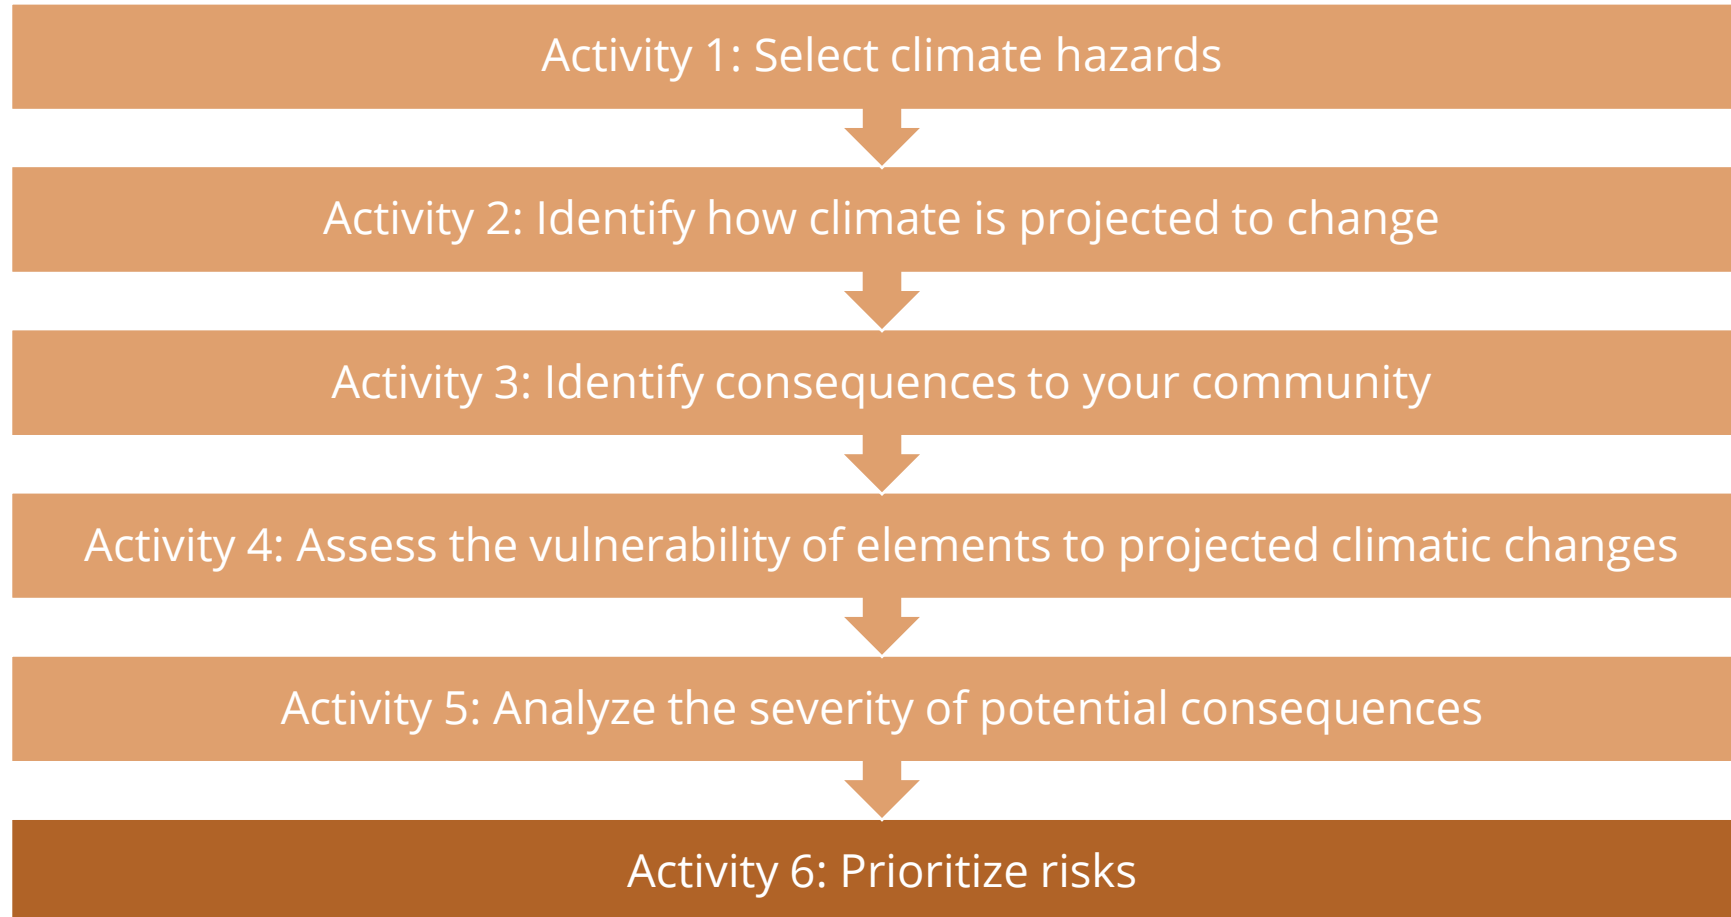 Activity 1: Select climate hazards
Activity 2: Identify how climate is projected to change
Activity 3: Identify consequences to your community
Activity 4: Assess the vulnerability of elements to projected climatic changes
Activity 5: Analyze the severity of potential consequences
Activity 6: Prioritize risks